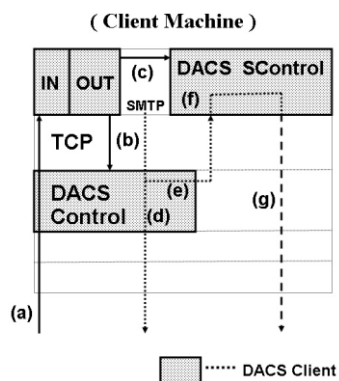 ( Client Machine )
IN
OUT
(c)
DACS SControl
(f)
SMTP
TCP
(b)
(e)
DACS
Control
(d)
(g)
(a)
DACS Client